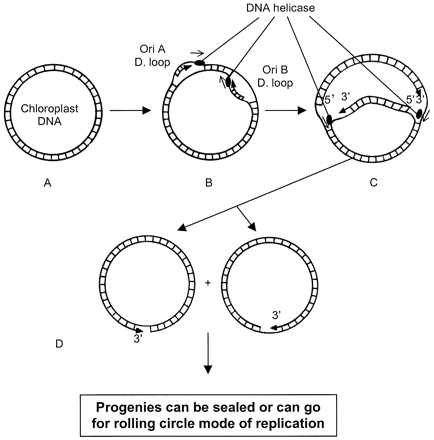 DNA helicase
Ori A
D. loop
Ori B
D. loop
Chloroplast
DNA
5'
3'
5'
3'
A
B
C
+
3'
3'
D
Progenies can be sealed or can go
for rolling circle mode of replication